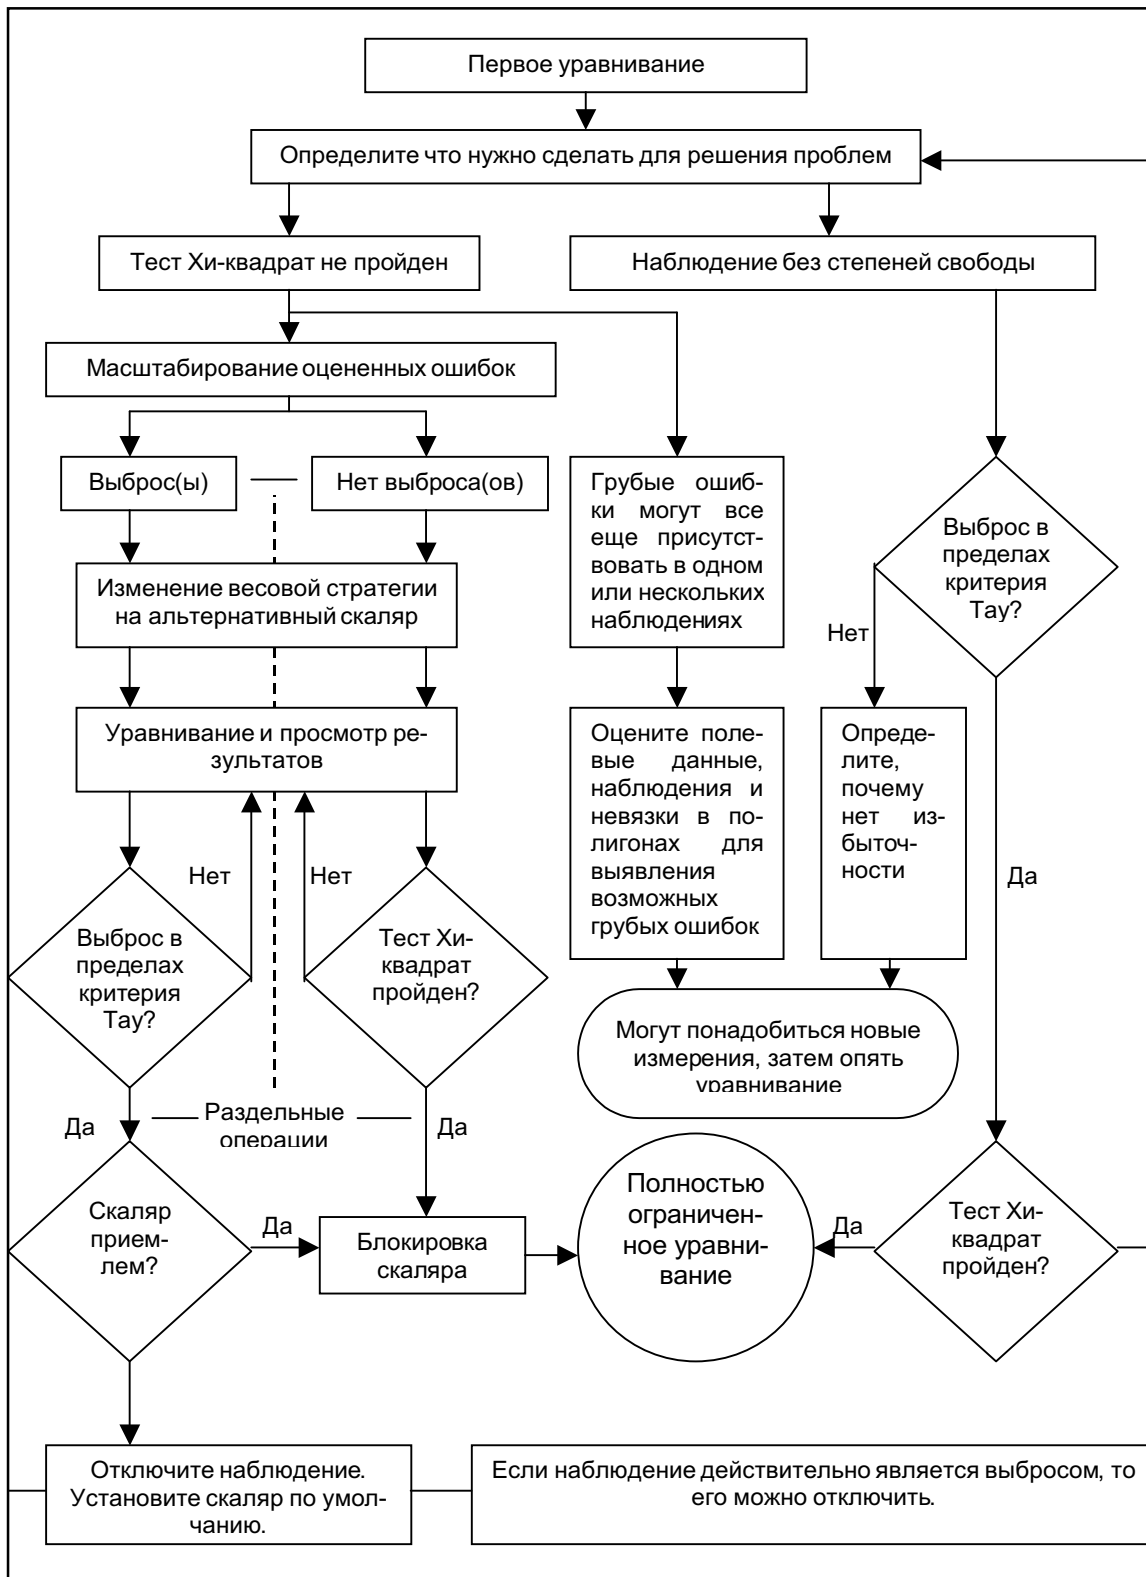 Первое уравнивание
Определите что нужно сделать для решения проблем
Тест Хи-квадрат не пройден
Наблюдение без степеней свободы
Масштабирование оцененных ошибок
Выброс(ы)
Нет выброса(ов)
Грубые ошиб-
ки могут все
еще присутст-
вовать в одном
или нескольких
наблюдениях
Выброс в
пределах
критерия
Тау?
Изменение весовой стратегии
на альтернативный скаляр
Нет
Уравнивание и просмотр ре-
зультатов
Оцените поле-
вые данные,
наблюдения и
невязки в по-
лигонах для
выявления
возможных
грубых ошибок
Опреде-
лите,
почему
нет из-
быточ-
ности
Да
Нет
Нет
Выброс в
пределах
критерия
Тау?
Тест Хи-
квадрат
пройден?
Могут понадобиться новые
измерения, затем опять
уравнивание
Да
Раздельные
операции
Да
Скаляр
прием-
лем?
Да
Блокировка
скаляра
Полностью
ограничен-
ное уравни-
вание
Да
Тест Хи-
квадрат
пройден?
Отключите наблюдение.
Установите скаляр по умол-
чанию.
Если наблюдение действительно является выбросом, то
его можно отключить.